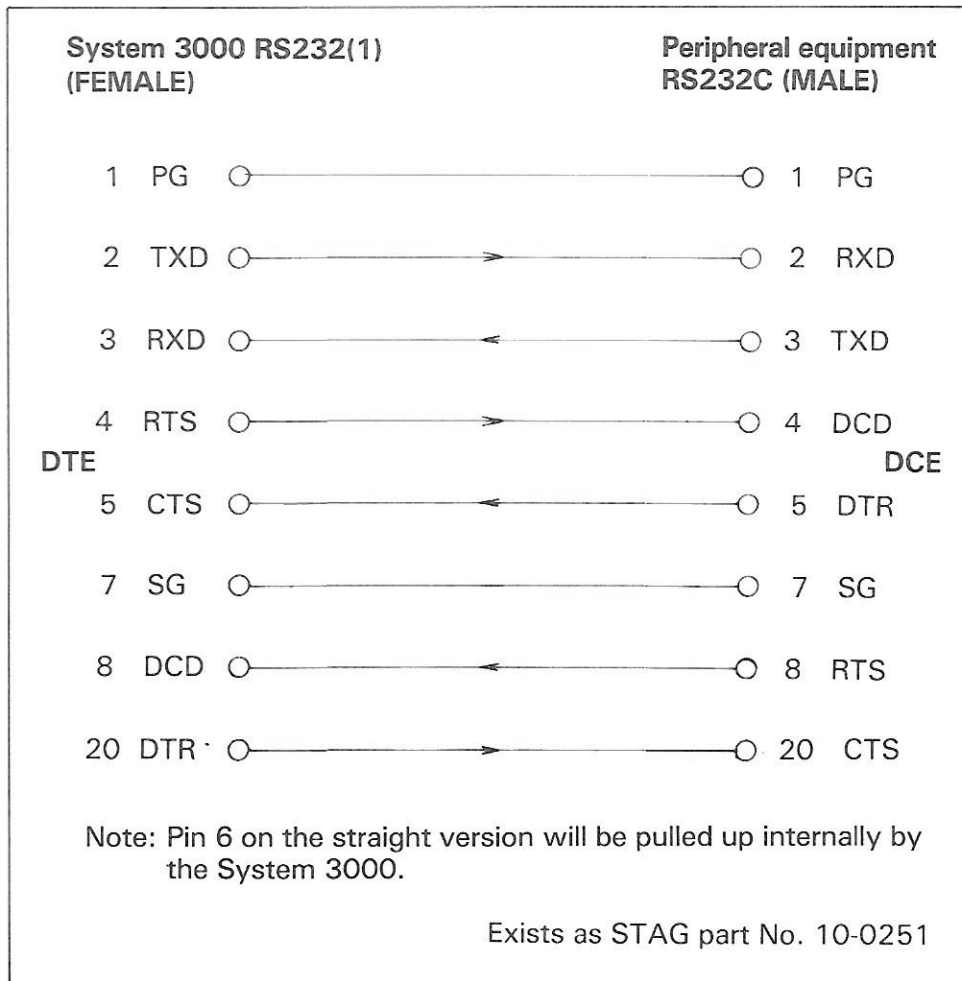 System 3000 RS232(1) Peripheral equipment
(FEMALE) RS232C (MALE)
1 PG 1 PG
2 TXD 2 RXD
3 RXD 3 TXD
4 RTS 4 DCD
DTE DCE
5 CTS 5 DTR
7 SG 7 SG
8 DCD 8 RTS
20 DTR 20 CTS
Note: Pin 6 on the straight version will be pulled up internally by
the System 3000.
Exists as STAG part No. 10-0251